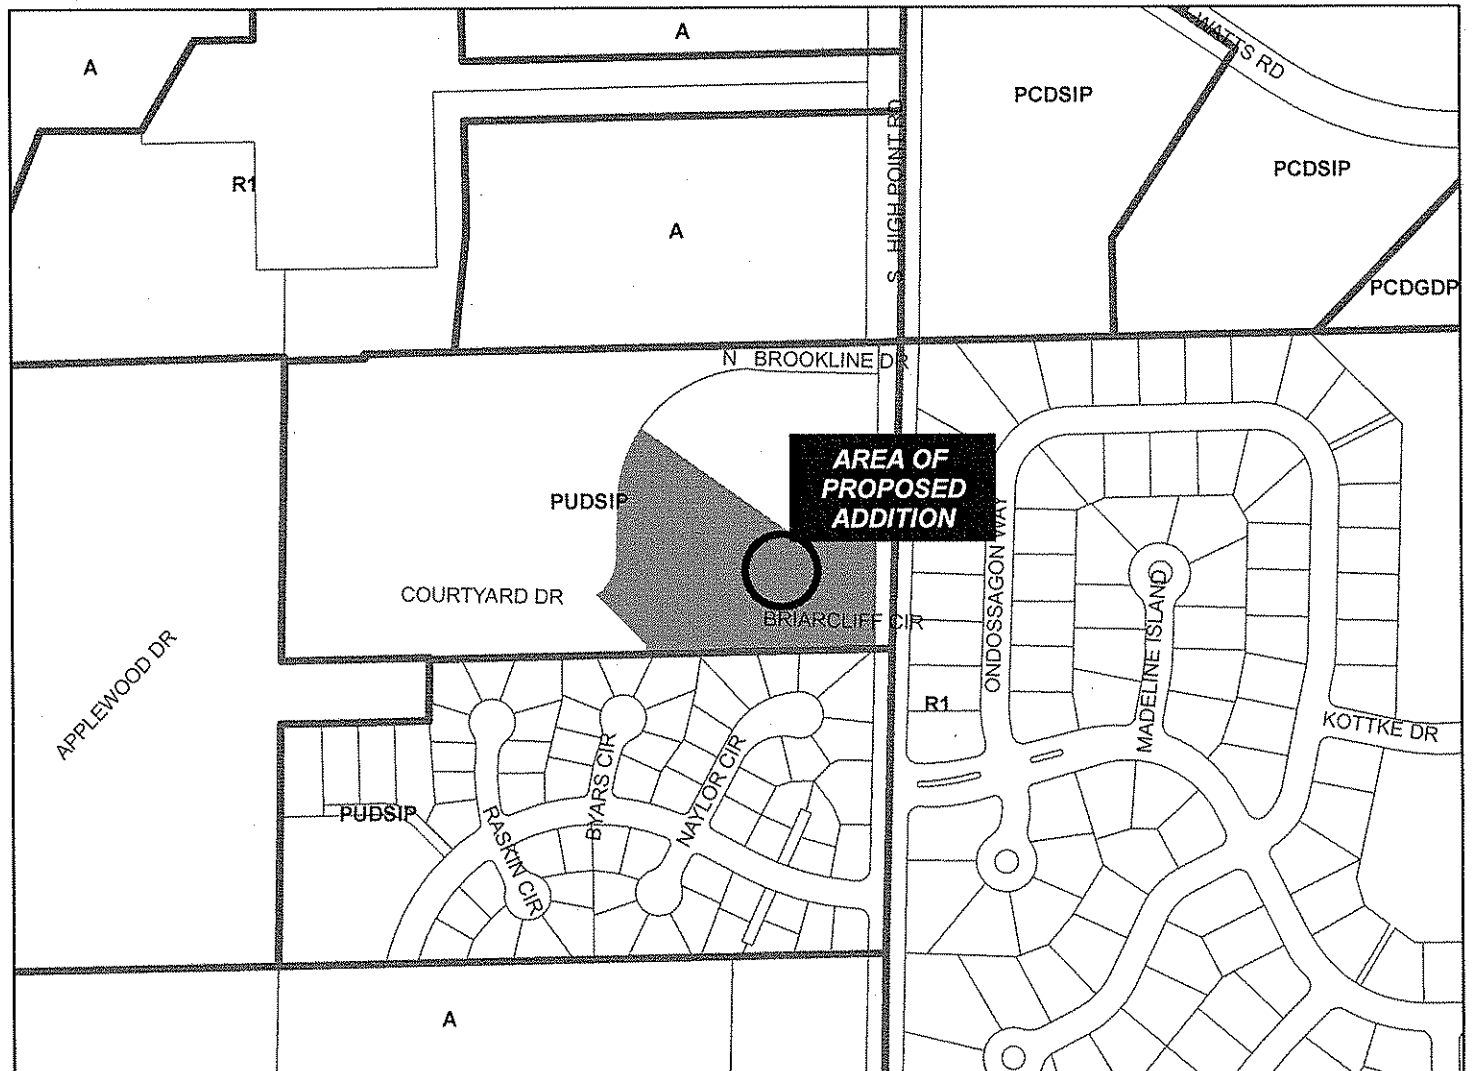 A
A
WATTS RD
PCDSIP
PCDSIP
R1
A
S HIGH POINT RD
PCDGDP
N BROOKLINE DR
AREA OF
PROPOSED
ADDITION
PUDSIP
COURTYARD DR
BRIARCLIFF CIR
ONDOSSAGON WAY
MADELINE ISLAND
APPLEWOOD DR
R1
KOTTKE DR
PUDSIP
RASKIN CIR
BYARS CIR
NAYLOR CIR
A